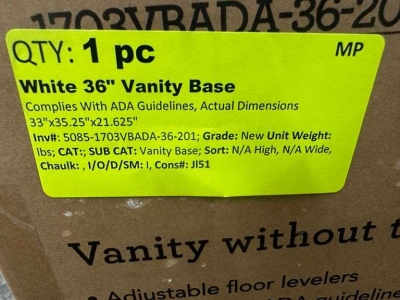 1703VBADA-36-20
QTY: 1 pc MP
White 36" Vanity Base
Complies With ADA Guidelines, Actual Dimensions
33"x35.25"x21.625"
Inv#: 5085-1703VBADA-36-201; Grade: New Unit Weight:
lbs; CAT:; SUB CAT: Vanity Base; Sort: N/A High, N/A Wide,
Chaulk: , I/O/D/SM: I, Cons#: JI51
Vanity without t
Adjustable floor levelers
ADA guideline